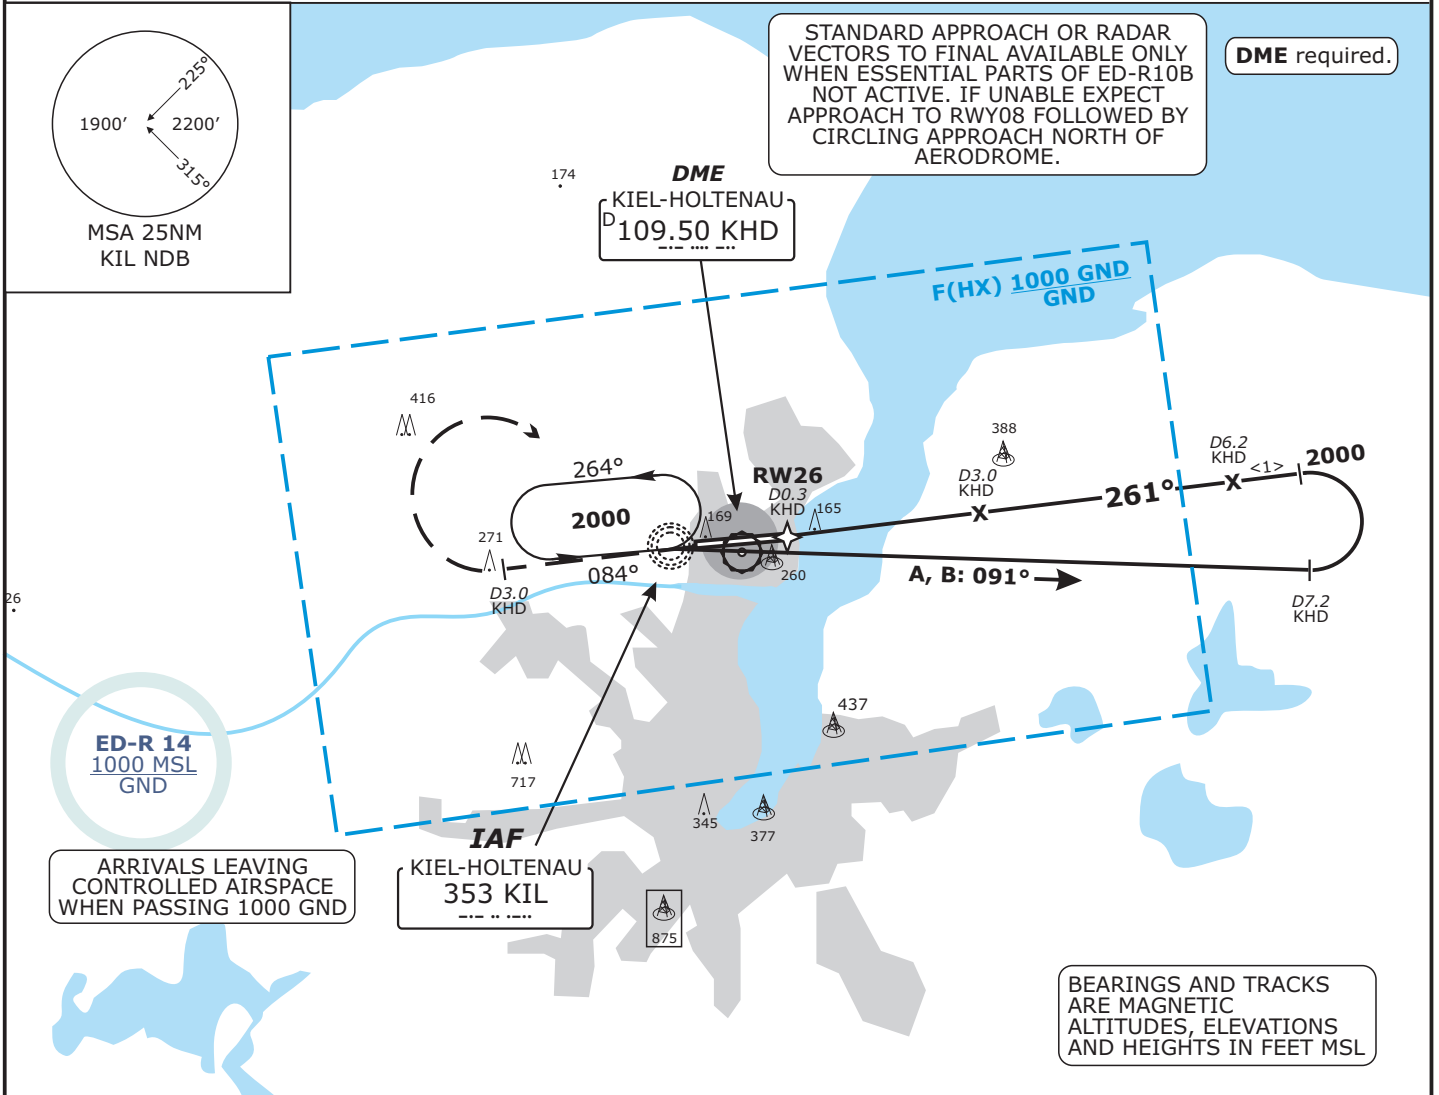 STANDARD APPROACH OR RADAR
VECTORS TO FINAL AVAILABLE ONLY
WHEN ESSENTIAL PARTS OF ED-R10B
NOT ACTIVE. IF UNABLE EXPECT
APPROACH TO RWY08 FOLLOWED BY
CIRCLING APPROACH NORTH OF
AERODROME.
DME required.
225°
1900’
2200’
315°
MSA 25NM
KIL NDB
174
DME
KIEL-HOLTENAU
D109.50 KHD
F(HX) 1000 GND
GND
416
388
264°
2000
RW26
D0.3
KHD
169
165
D3.0
KHD
261°
D6.2
KHD
<1>
2000
271
084°
D3.0
KHD
260
A, B: 091°
D7.2
KHD
26
437
ED-R 14
1000 MSL
GND
717
345
377
IAF
KIEL-HOLTENAU
353 KIL
875
ARRIVALS LEAVING
CONTROLLED AIRSPACE
WHEN PASSING 1000 GND
BEARINGS AND TRACKS
ARE MAGNETIC
ALTITUDES, ELEVATIONS
AND HEIGHTS IN FEET MSL